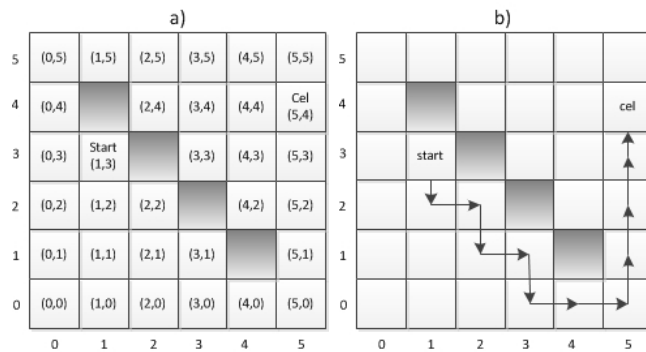 a) b)
5 (0,5) (1,5) (2,5) (3,5) (4,5) (5,5) 5
4 (0,4) (2,4) (3,4) (4,4) Cel (5,4) 4 cel
3 (0,3) Start (1,3) (3,3) (4,3) (5,3) 3 start
2 (0,2) (1,2) (2,2) (4,2) (5,2) 2
1 (0,1) (1,1) (2,1) (3,1) (5,1) 1
0 (0,0) (1,0) (2,0) (3,0) (4,0) (5,0) 0
0 1 2 3 4 5 0 1 2 3 4 5